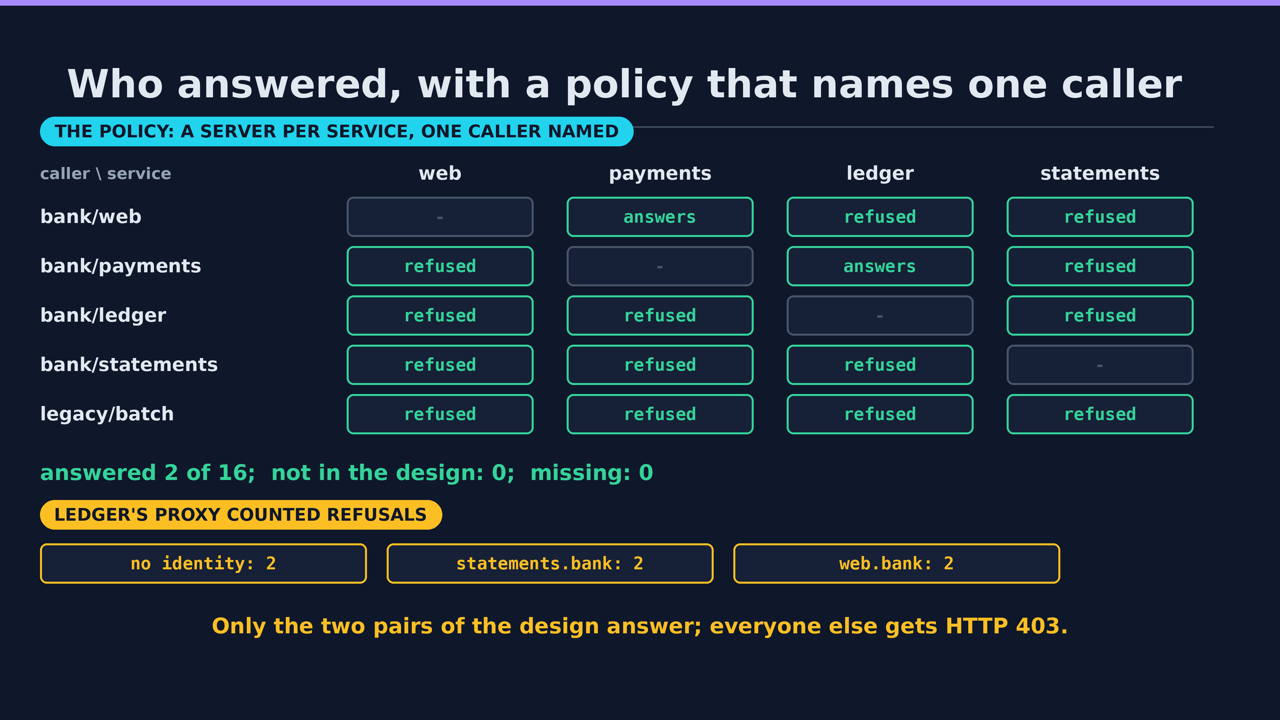 Who answered, with a policy that names one caller
THE POLICY: A SERVER PER SERVICE, ONE CALLER NAMED
caller \ service web payments ledger statements
bank/web - answers refused refused
bank/payments refused - answers refused
bank/ledger refused refused - refused
bank/statements refused refused refused -
legacy/batch refused refused refused refused
answered 2 of 16; not in the design: 0; missing: 0
LEDGER'S PROXY COUNTED REFUSALS
no identity: 2 statements.bank: 2 web.bank: 2
Only the two pairs of the design answer; everyone else gets HTTP 403.